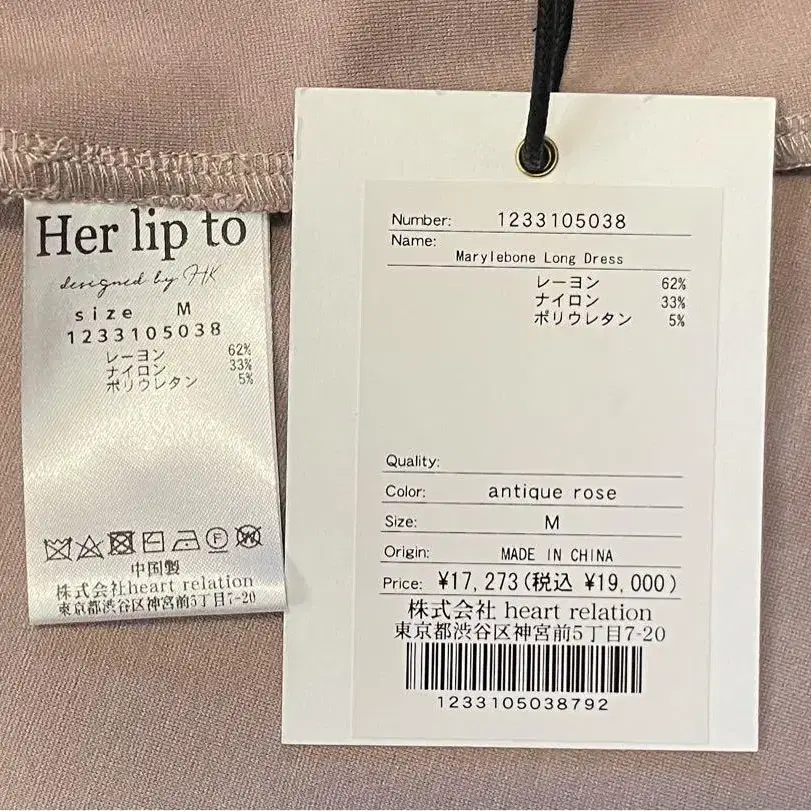 Her lip to
designed by HK
size M
1233105038
レーヨン 62%
ナイロン 33%
ポリウレタン 5%
中国製
株式会社heart relation
東京都渋谷区神宮前5丁目7-20
Number: 1233105038
Name:
Marylebone Long Dress
レーヨン 62%
ナイロン 33%
ポリウレタン 5%
Quality:
Color: antique rose
Size: M
Origin: MADE IN CHINA
Price: ¥17,273(税込 ¥19,000)
株式会社 heart relation
東京都渋谷区神宮前5丁目7-20
1233105038792